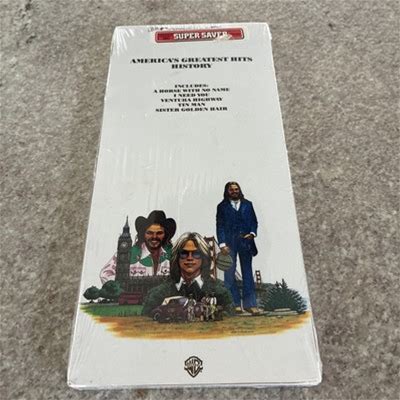 SUPER SAVER
AMERICA'S GREATEST HITS
HISTORY
INCLUDES:
A HORSE WITH NO NAME
I NEED YOU
VENTURA HIGHWAY
TIN MAN
SISTER GOLDEN HAIR